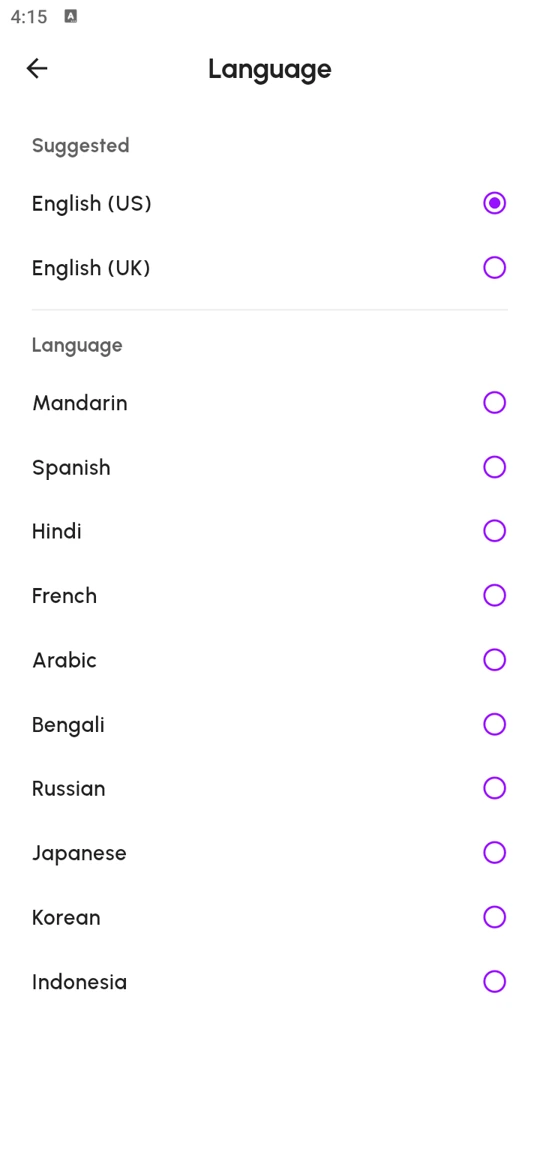 4:15 A
Language
Suggested
English (US)
English (UK)
Language
Mandarin
Spanish
Hindi
French
Arabic
Bengali
Russian
Japanese
Korean
Indonesia